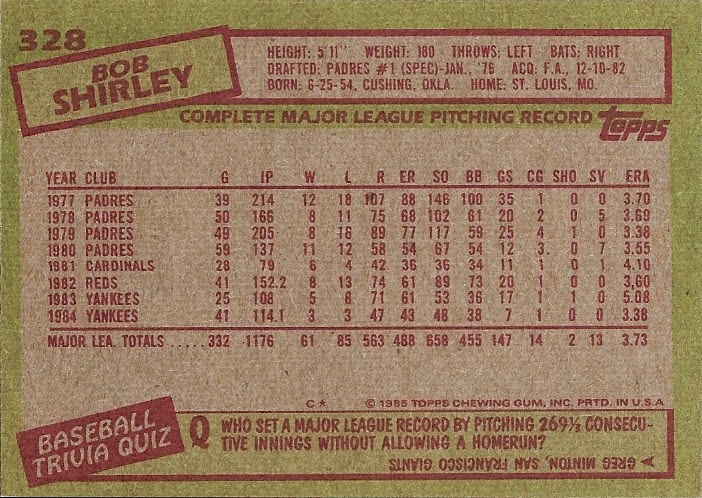 328
BOB
SHIRLEY
HEIGHT: 5'11" WEIGHT: 180 THROWS: LEFT BATS: RIGHT
DRAFTED: PADRES #1 (SPEC)-JAN., '76 ACQ. F.A., 12-10-82
BORN: 6-25-54, CUSHING, OKLA. HOME: ST. LOUIS, MO.
COMPLETE MAJOR LEAGUE PITCHING RECORD Topps
YEAR CLUB G IP W L R ER SO BB GS CG SHO SV ERA
1977 PADRES 39 214 12 18 107 88 146 100 35 1 0 0 3.70
1978 PADRES 50 166 8 11 75 68 102 61 20 2 0 5 3.69
1979 PADRES 49 205 8 16 89 77 117 59 25 4 1 0 3.38
1980 PADRES 59 137 11 12 58 54 67 54 12 3 0 7 3.55
1981 CARDINALS 28 79 6 4 42 36 36 34 11 1 0 1 4.10
1982 REDS 41 152.2 8 13 74 61 89 73 20 1 0 0 3.60
1983 YANKEES 25 108 5 8 71 61 53 36 17 1 1 0 5.08
1984 YANKEES 41 114.1 3 3 47 43 48 38 7 1 0 0 3.38
MAJOR LEA. TOTALS ..... 332 1176 61 85 563 488 658 455 147 14 2 13 3.73
C* © 1985 TOPPS CHEWING GUM, INC. PRTD. IN U.S.A
BASEBALL
TRIVIA QUIZ
Q WHO SET A MAJOR LEAGUE RECORD BY PITCHING 269⅓ CONSECU-
TIVE INNINGS WITHOUT ALLOWING A HOMERUN?
A GREG MINTON, SAN FRANCISCO GIANTS